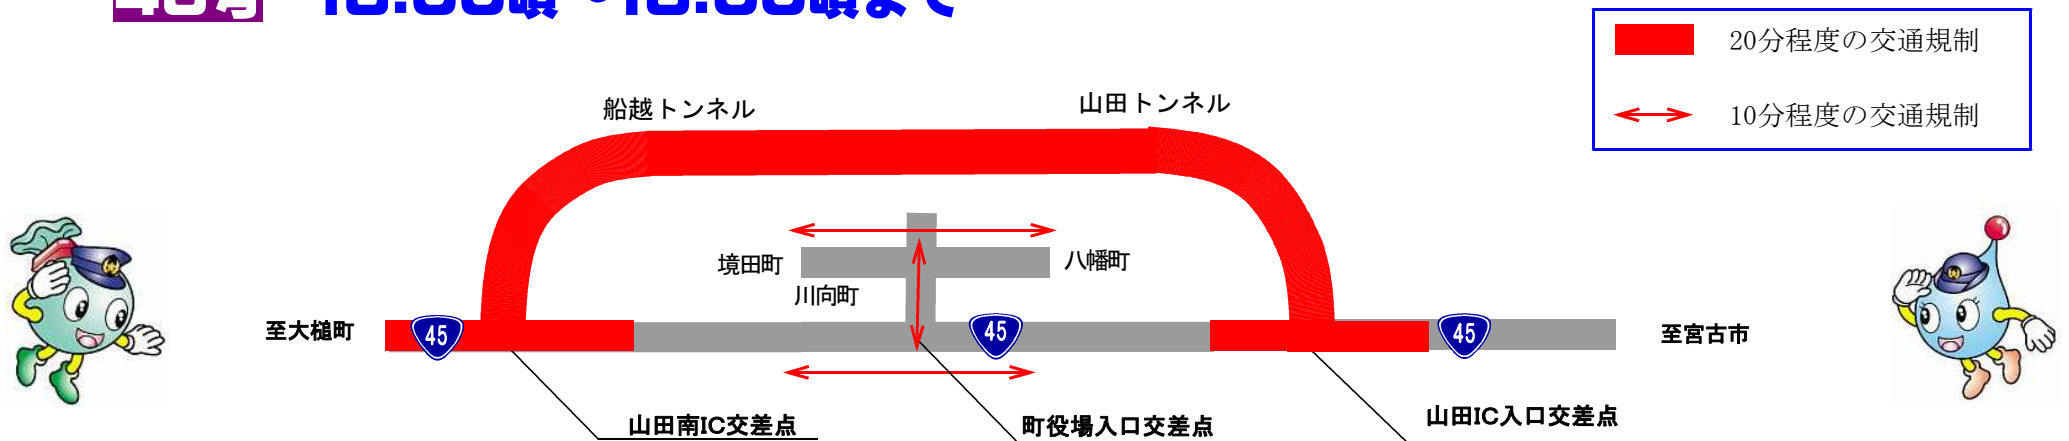 20分程度の交通規制
10分程度の交通規制
船越トンネル
山田トンネル
境田町
八幡町
川向町
至大槌町
45
45
45
至宮古市
山田南IC交差点
町役場入口交差点
山田IC入口交差点